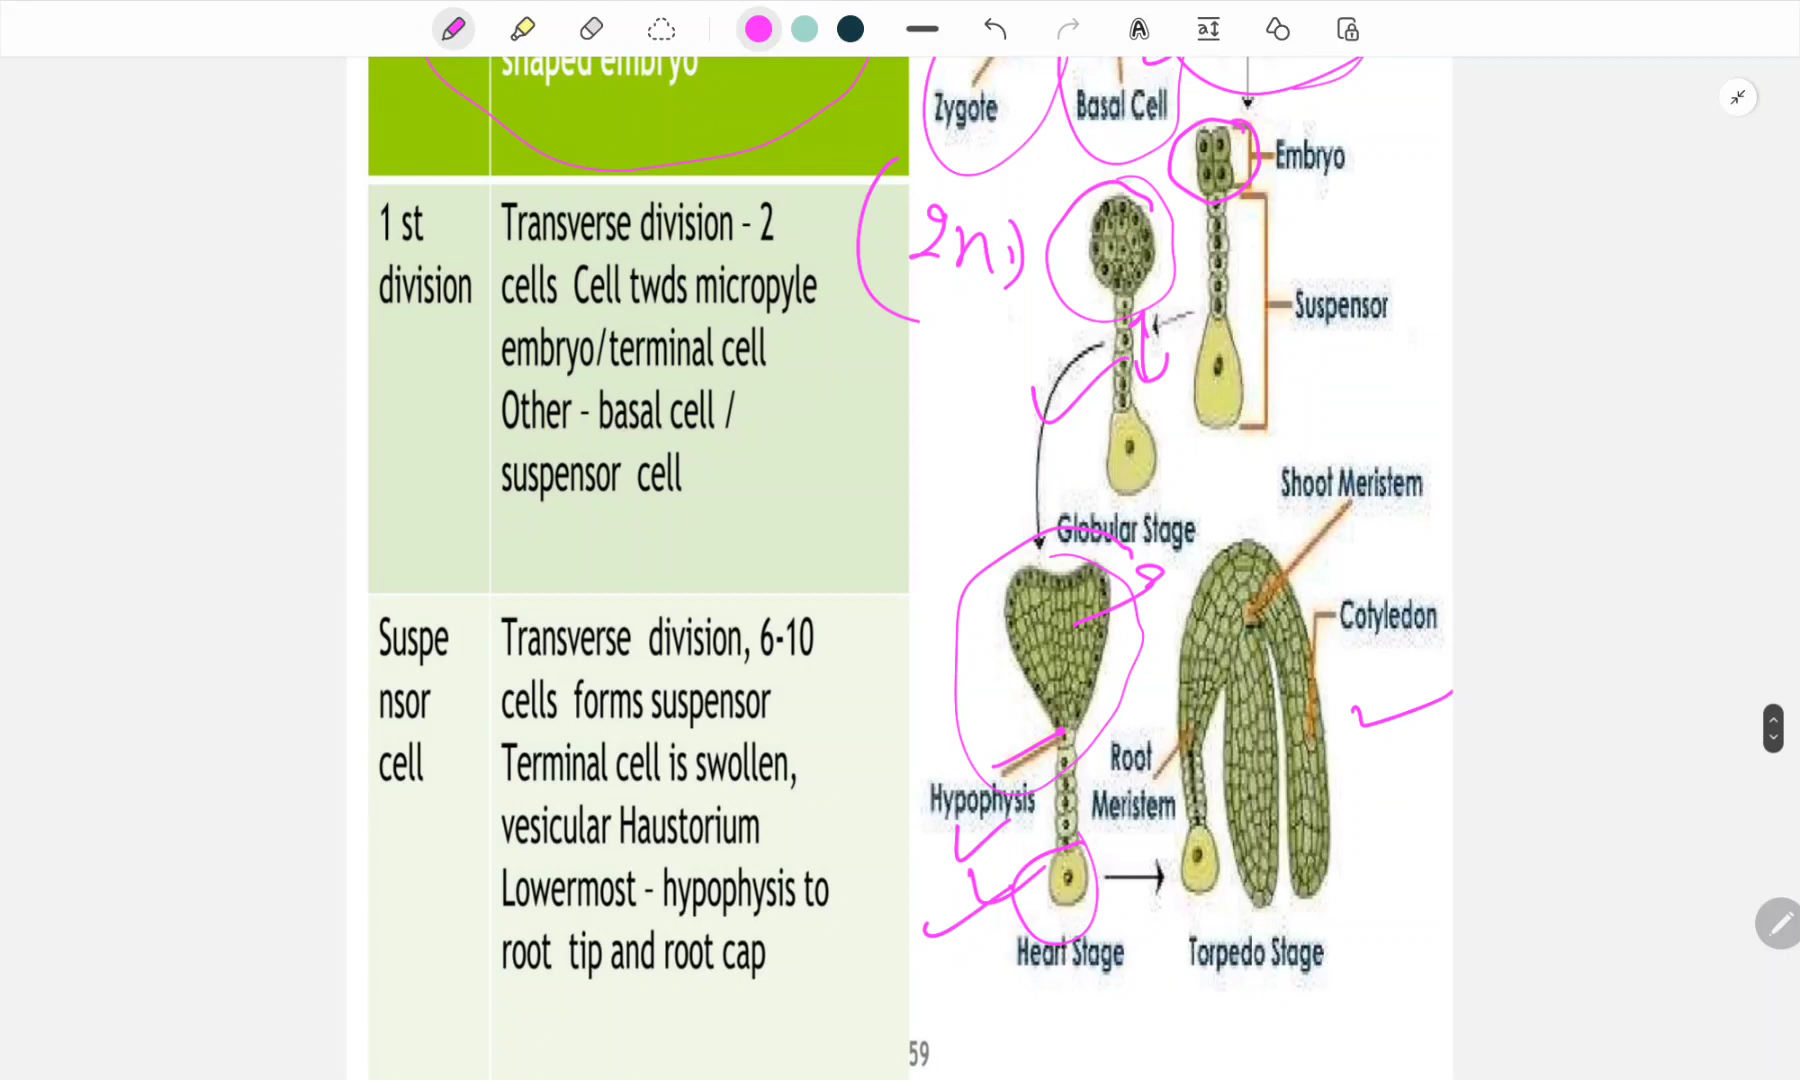 shaped embryo
1 st
division
Transverse division - 2
cells Cell twds micropyle
embryo/terminal cell
Other - basal cell /
suspensor cell
Suspe
nsor
cell
Transverse division, 6-10
cells forms suspensor
Terminal cell is swollen,
vesicular Haustorium
Lowermost - hypophysis to
root tip and root cap
Zygote
Basal Cell
Embryo
2n
Suspensor
Globular Stage
Shoot Meristem
Cotyledon
Hypophysis
Root
Meristem
Heart Stage
Torpedo Stage
59